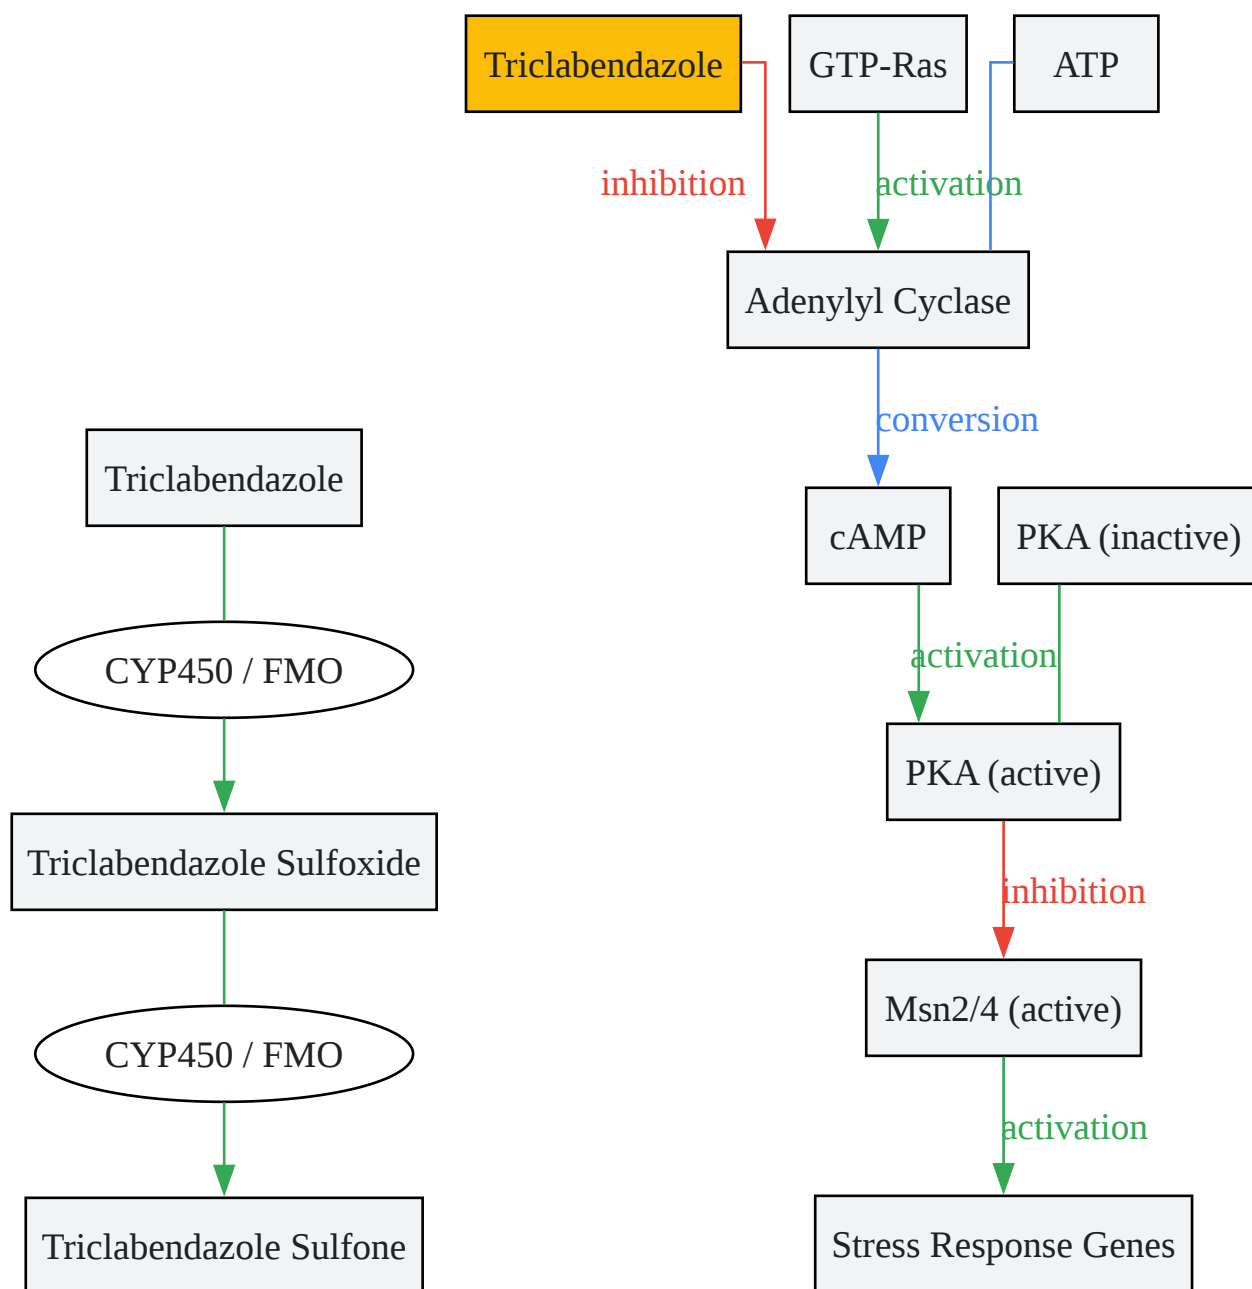 Triclabendazole
GTP-Ras
ATP
inhibition
activation
Adenylyl Cyclase
conversion
cAMP
PKA (inactive)
activation
PKA (active)
inhibition
Msn2/4 (active)
activation
Stress Response Genes
Triclabendazole
CYP450 / FMO
Triclabendazole Sulfoxide
CYP450 / FMO
Triclabendazole Sulfone